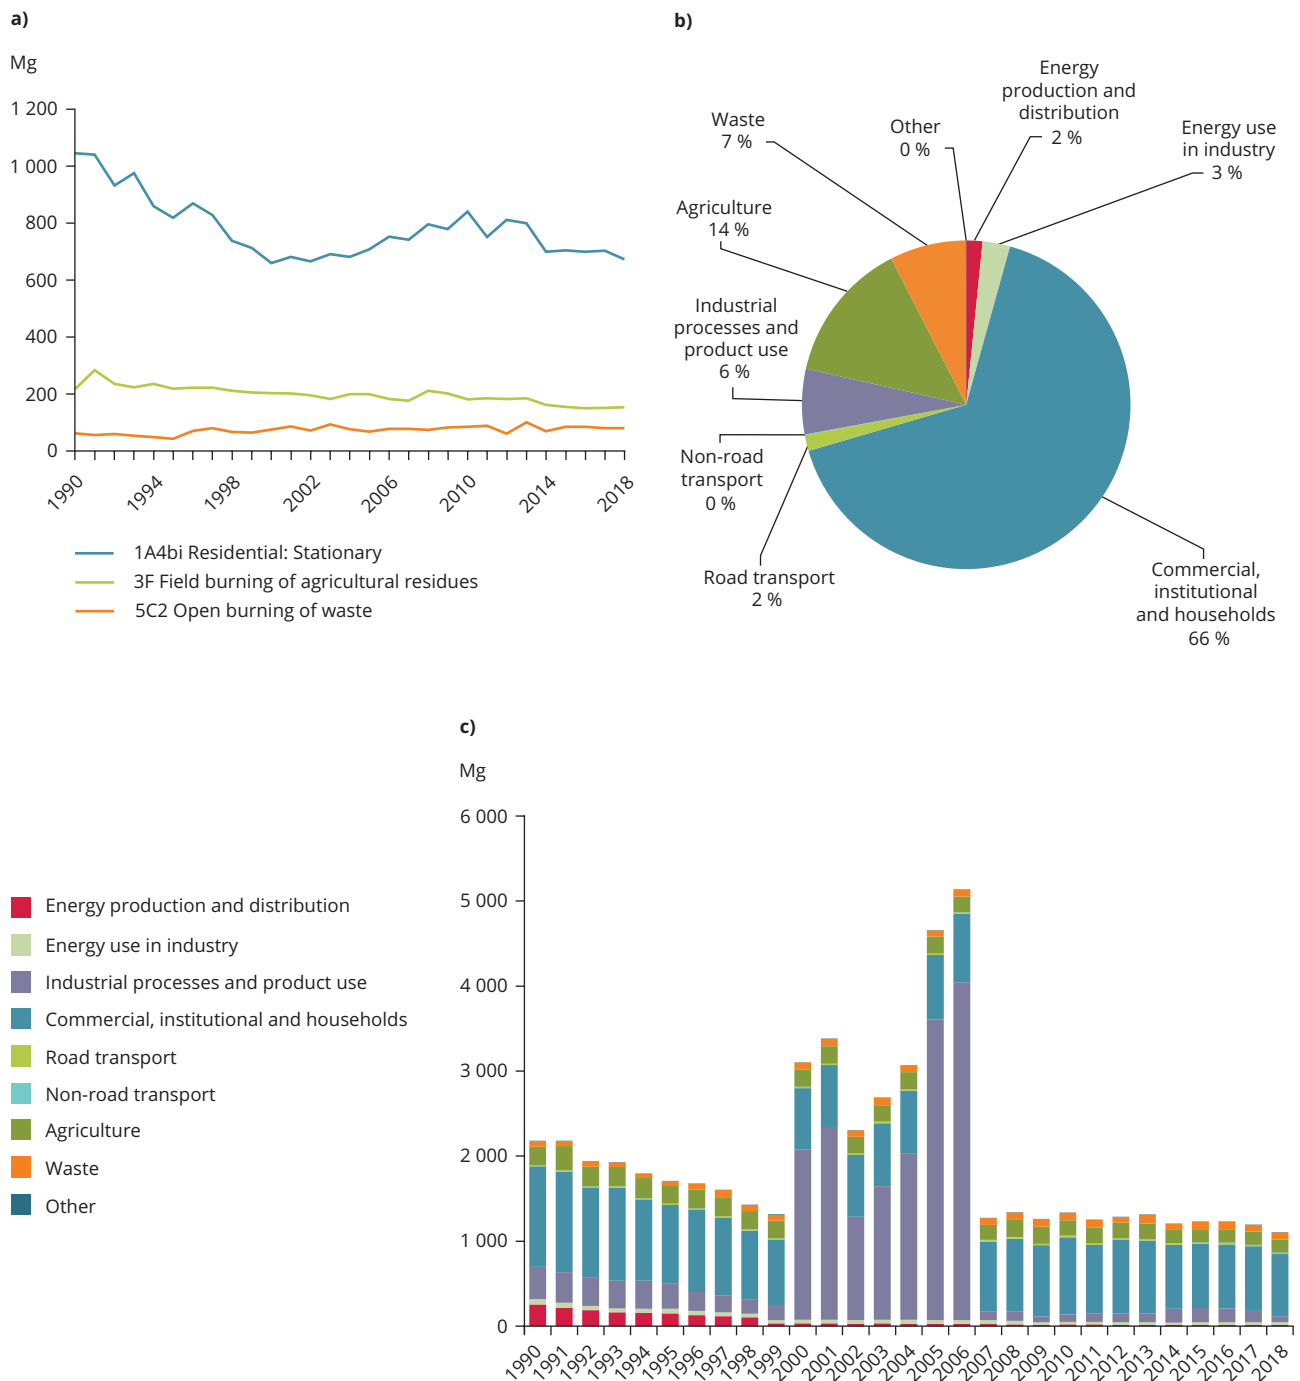 a)
Mg
1 200
1 000
800
600
400
200
0
1990
1994
1998
2002
2006
2010
2014
2018
1A4bi Residential: Stationary
3F Field burning of agricultural residues
5C2 Open burning of waste
b)
Energy
production and
distribution
2 %
Energy use
in industry
3 %
Other
0 %
Waste
7 %
Agriculture
14 %
Industrial
processes and
product use
6 %
Non-road
transport
0 %
Road transport
2 %
Commercial,
institutional
and households
66 %
c)
Mg
6 000
5 000
4 000
3 000
2 000
1 000
0
1990
1991
1992
1993
1994
1995
1996
1997
1998
1999
2000
2001
2002
2003
2004
2005
2006
2007
2008
2009
2010
2011
2012
2013
2014
2015
2016
2017
2018
Energy production and distribution
Energy use in industry
Industrial processes and product use
Commercial, institutional and households
Road transport
Non-road transport
Agriculture
Waste
Other